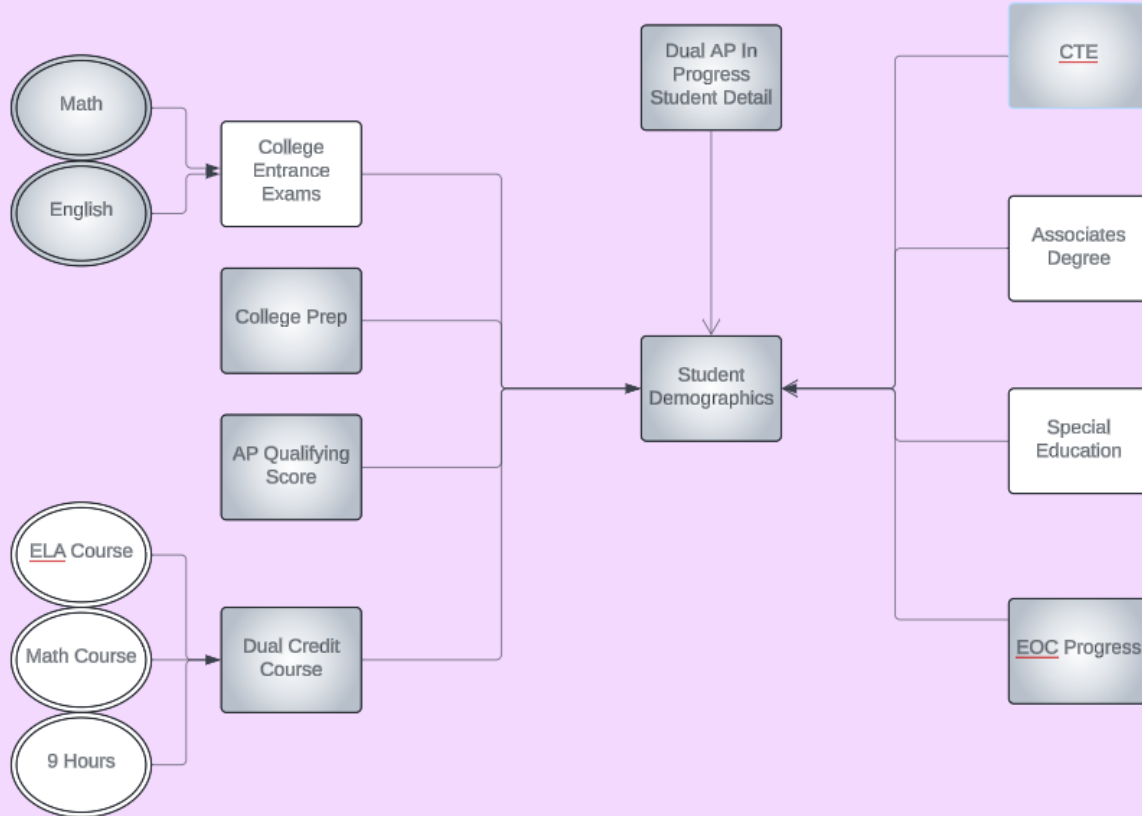 Math
English
College
Entrance
Exams
College Prep
AP Qualifying
Score
ELA Course
Math Course
9 Hours
Dual Credit
Course
Dual AP In
Progress
Student Detail
Student
Demographics
CTE
Associates
Degree
Special
Education
EOC Progress